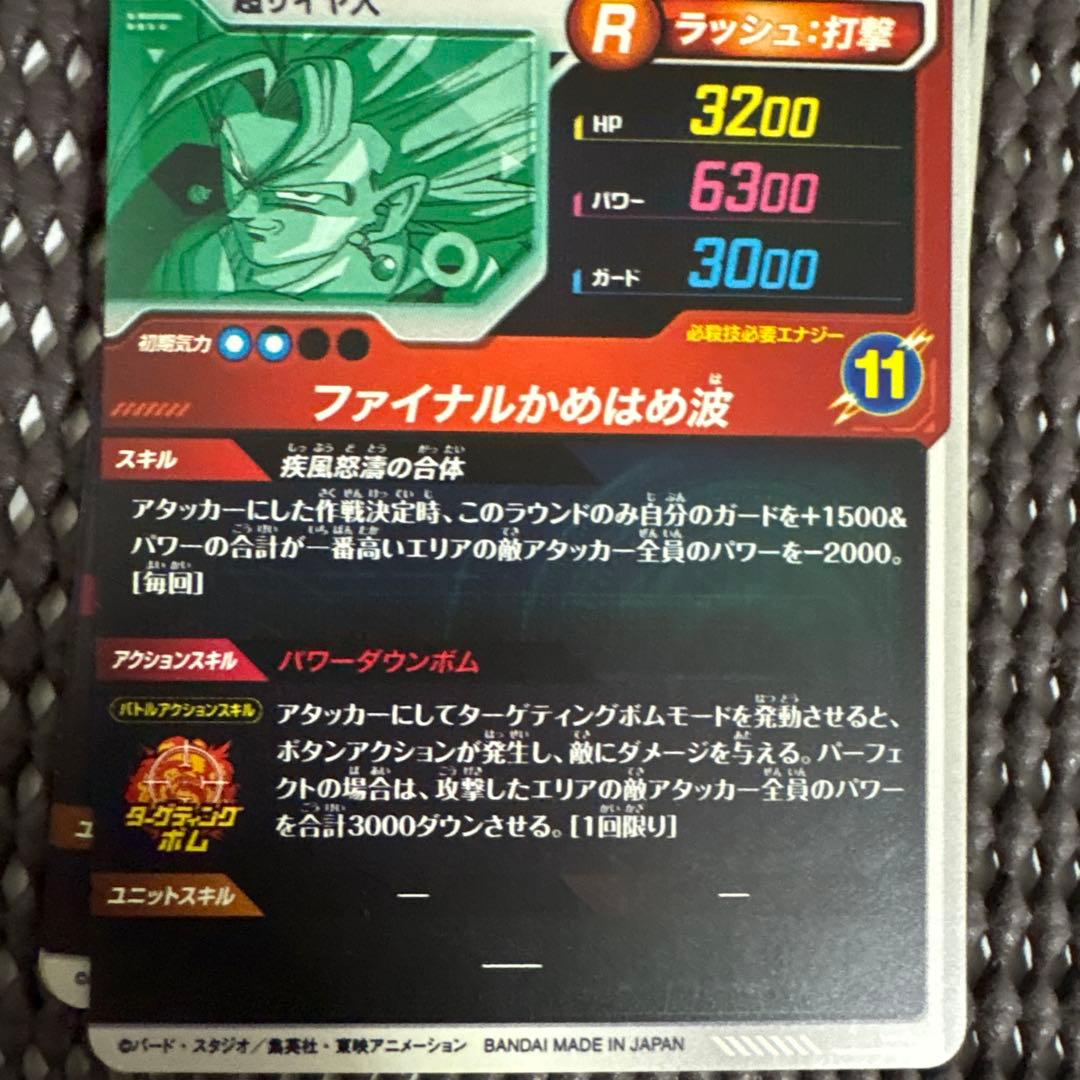 超サイヤ人
R ラッシュ:打撃
HP 3200
パワー 6300
ガード 3000
初期気力
必殺技必要エナジー 11
ファイナルかめはめ波
スキル 疾風怒濤の合体
アタッカーにした作戦決定時、このラウンドのみ自分のガードを+1500&
パワーの合計が一番高いエリアの敵アタッカー全員のパワーを-2000。
[毎回]
アクションスキル パワーダウンボム
バトルアクションスキル
ターゲティング
ボム
アタッカーにしてターゲティングボムモードを発動させると、
ボタンアクションが発生し、敵にダメージを与える。パーフェ
クトの場合は、攻撃したエリアの敵アタッカー全員のパワー
を合計3000ダウンさせる。[1回限り]
ユニットスキル — —
—
©バード・スタジオ/集英社・東映アニメーション BANDAI MADE IN JAPAN